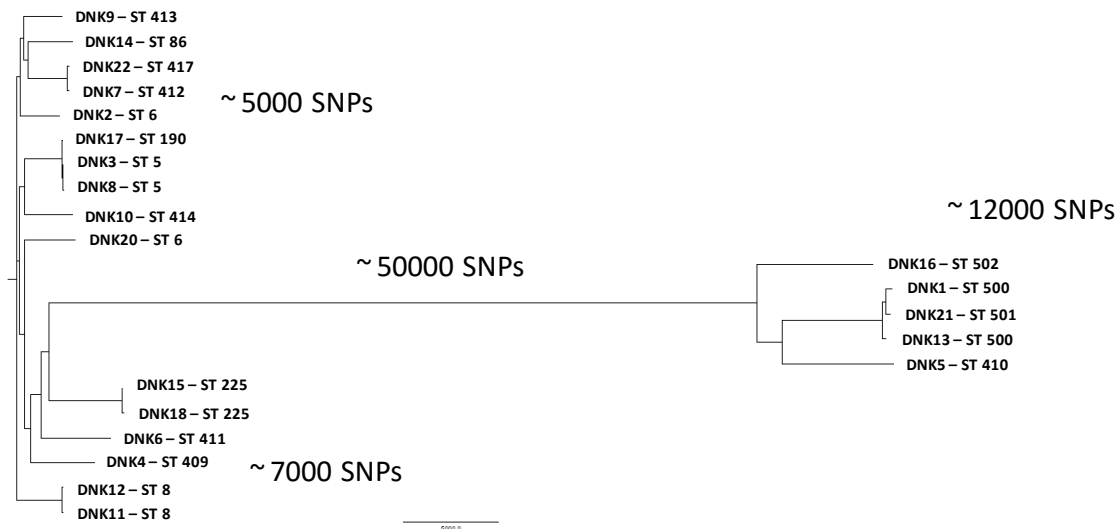 DNK9 – ST 413
DNK14 – ST 86
DNK22 – ST 417
DNK7 – ST 412
~ 5000 SNPs
DNK2 – ST 6
DNK17 – ST 190
DNK3 – ST 5
DNK8 – ST 5
DNK10 – ST 414
~ 12000 SNPs
DNK20 – ST 6
~ 50000 SNPs
DNK16 – ST 502
DNK1 – ST 500
DNK21 – ST 501
DNK13 – ST 500
DNK5 – ST 410
DNK15 – ST 225
DNK18 – ST 225
DNK6 – ST 411
DNK4 – ST 409
~ 7000 SNPs
DNK12 – ST 8
DNK11 – ST 8
5000.0